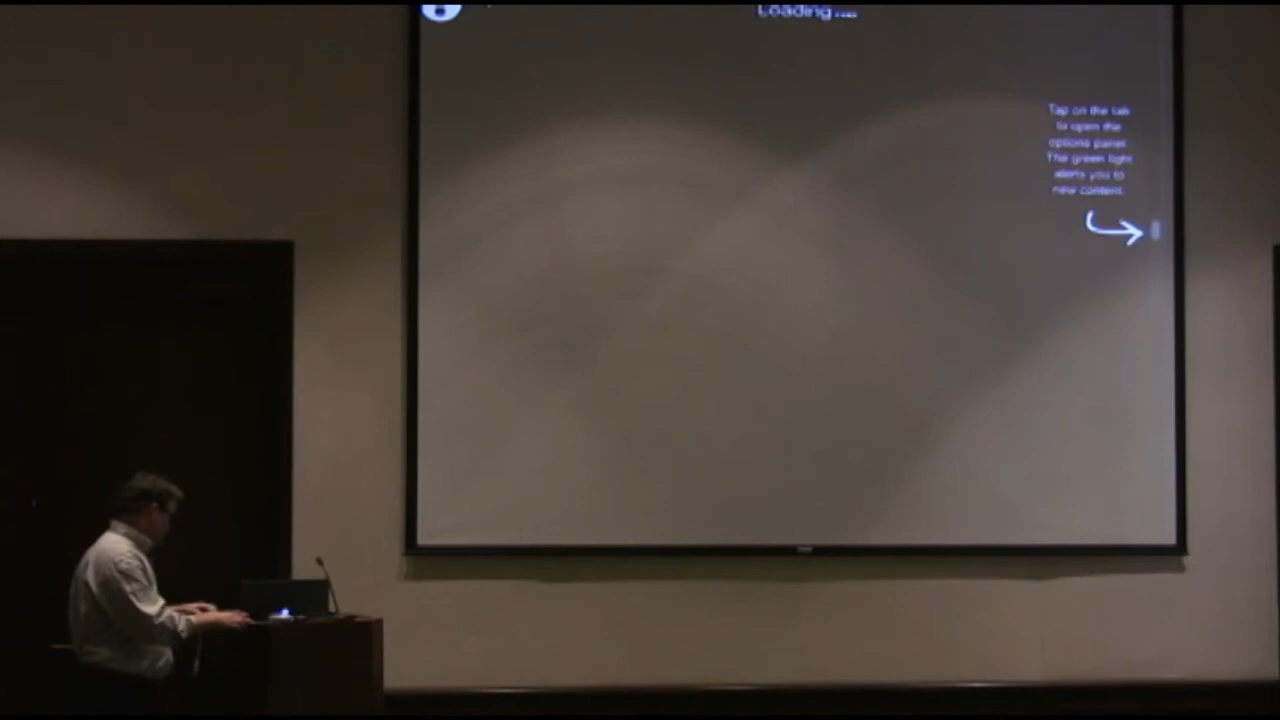 Loading ....
Tap on the tab
to open the
options panel.
The green light
alerts you to
new content.